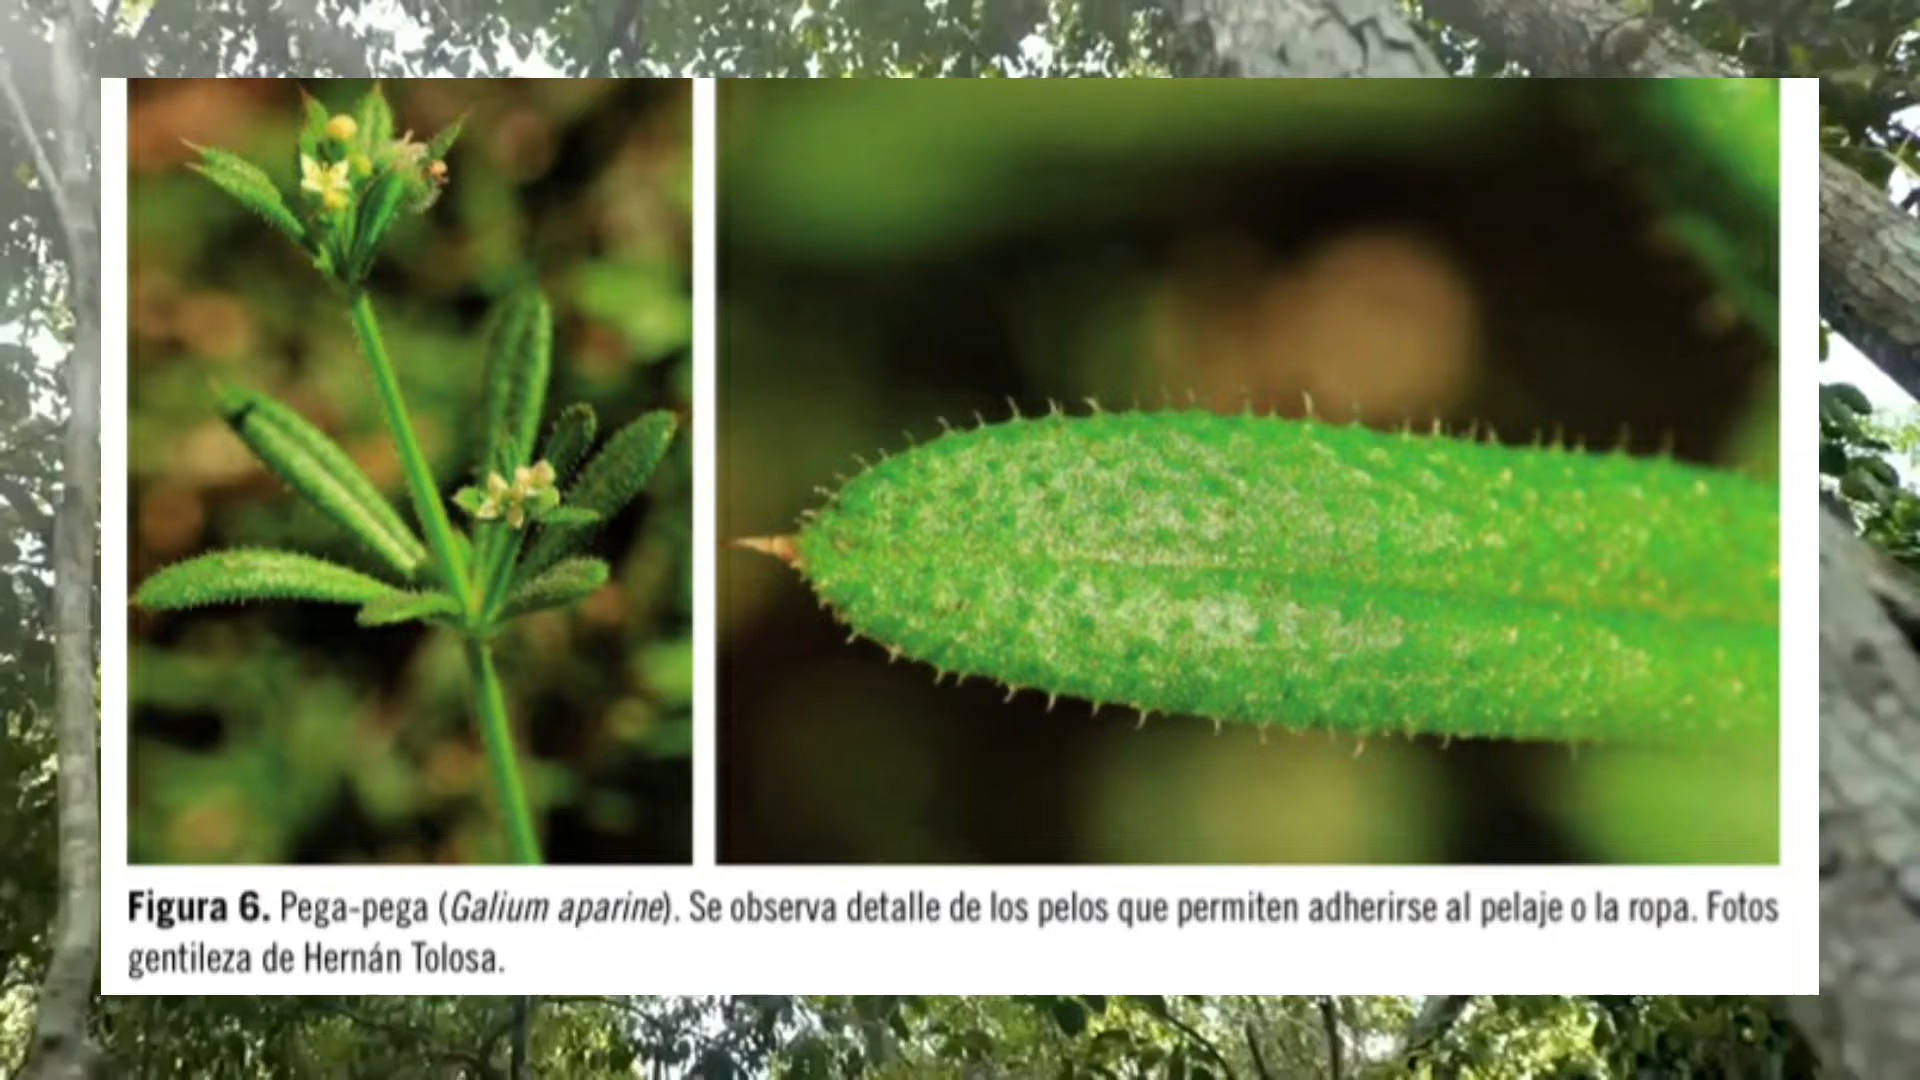 Figura 6. Pega-pega (Galium aparine). Se observa detalle de los pelos que permiten adherirse al pelaje o la ropa. Fotos
gentileza de Hernán Tolosa.